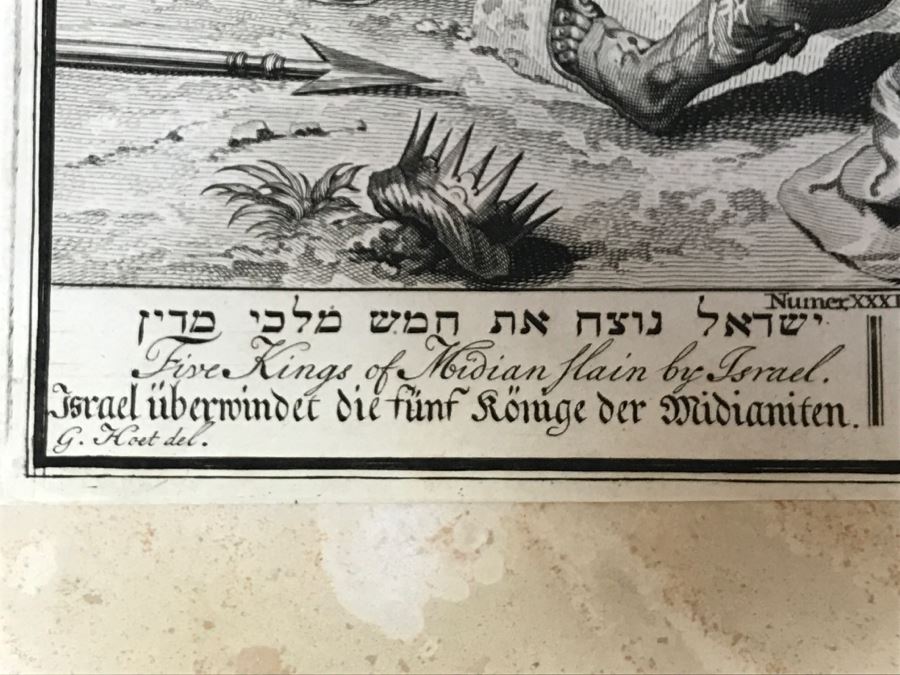 Numer XXXI
ישראל נוצח את חמש מלכי מדין
Five Kings of Midian ſlain by Israel.
Israel überwindet die fünf Könige der Midianiten.
G. Hoet del.